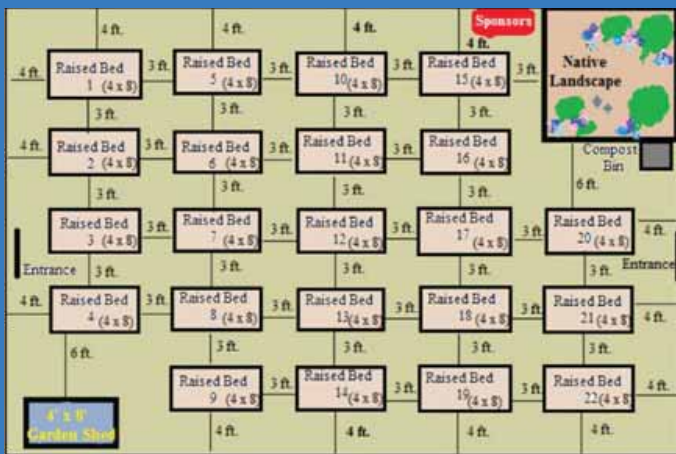 4 ft. 4 ft. 4 ft. Sponsors
4 ft.
4 ft. Raised Bed 3 ft. Raised Bed 3 ft. Raised Bed 3 ft. Raised Bed 3 ft. Native
1 (4 x 8) 5 (4 x 8) 10 (4 x 8) 15 (4 x 8) Landscape
3 ft. 3 ft. 3 ft. 3 ft.
4 ft. Raised Bed 3 ft. Raised Bed 3 ft. Raised Bed 3 ft. Raised Bed Compost
2 (4 x 8) 6 (4 x 8) 11 (4 x 8) 16 (4 x 8) Bin
3 ft. 3 ft. 3 ft. 3 ft. 6 ft.
Raised Bed 3 ft. Raised Bed 3 ft. Raised Bed 3 ft. Raised Bed 3 ft. Raised Bed 4 ft.
3 (4 x 8) 7 (4 x 8) 12 (4 x 8) 17 (4 x 8) 20 (4 x 8)
Entrance 3 ft. 3 ft. 3 ft. 3 ft. 3 ft. Entrance
4 ft. Raised Bed 3 ft. Raised Bed 3 ft. Raised Bed 3 ft. Raised Bed 3 ft. Raised Bed 4 ft.
4 (4 x 8) 8 (4 x 8) 13 (4 x 8) 18 (4 x 8) 21 (4 x 8)
6 ft. 3 ft. 3 ft. 3 ft. 3 ft.
Raised Bed 3 ft. Raised Bed 3 ft. Raised Bed 3 ft. Raised Bed 4 ft.
9 (4 x 8) 14 (4 x 8) 19 (4 x 8) 22 (4 x 8)
4' x 8'
Garden Shed 4 ft. 4 ft. 4 ft. 4 ft.